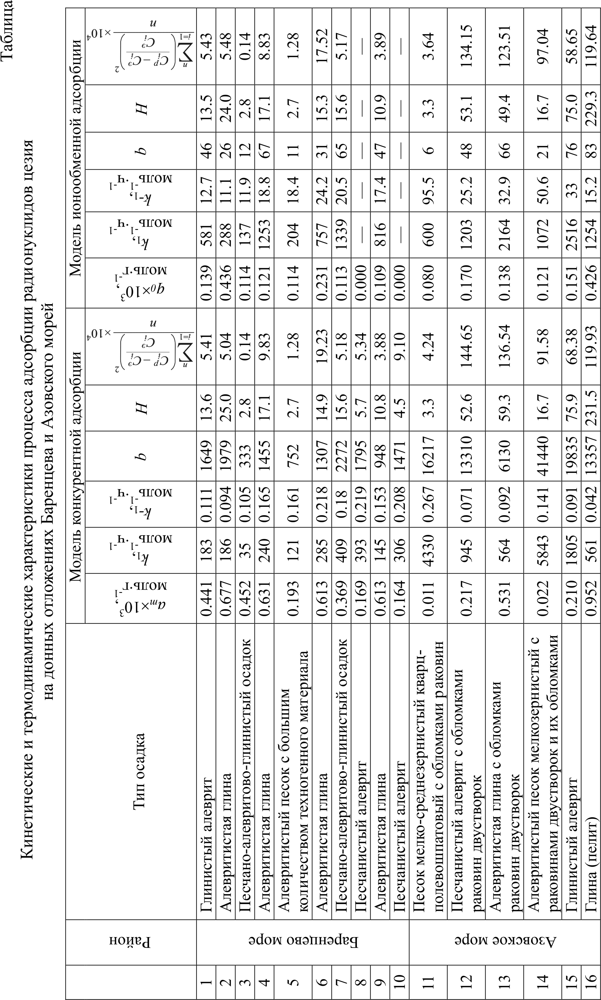 Таблица
Кинетические и термодинамические характеристики процесса адсорбции радионуклидов цезия
на донных отложениях Баренцева и Азовского морей
Район Тип осадка Модель конкурентной адсорбции Модель ионообменной адсорбции
a_m×10³, моль·г⁻¹ k₁, моль⁻¹·ч⁻¹ k₋₁, моль⁻¹·ч⁻¹ b H \frac{\sum_{i=1}^{n}\left(\frac{C_i^p-C_i^э}{C_i^э}\right)^2}{n}×10⁴ q₀×10³, моль·г⁻¹ k₁, моль⁻¹·ч⁻¹ k₋₁, моль⁻¹·ч⁻¹ b H \frac{\sum_{i=1}^{n}\left(\frac{C_i^p-C_i^э}{C_i^э}\right)^2}{n}×10⁴
Баренцево море
1 Глинистый алеврит 0.441 183 0.111 1649 13.6 5.41 0.139 581 12.7 46 13.5 5.43
2 Алевритистая глина 0.677 186 0.094 1979 25.0 5.04 0.436 288 11.1 26 24.0 5.48
3 Песчано-алевритово-глинистый осадок 0.452 35 0.105 333 2.8 0.14 0.114 137 11.9 12 2.8 0.14
4 Алевритистая глина 0.631 240 0.165 1455 17.1 9.83 0.121 1253 18.8 67 17.1 8.83
5 Алевритистый песок с большим
количеством техногенного материала 0.193 121 0.161 752 2.7 1.28 0.114 204 18.4 11 2.7 1.28
6 Алевритистая глина 0.613 285 0.218 1307 14.9 19.23 0.231 757 24.2 31 15.3 17.52
7 Песчано-алевритово-глинистый осадок 0.369 409 0.18 2272 15.6 5.18 0.113 1339 20.5 65 15.6 5.17
8 Песчанистый алеврит 0.169 393 0.219 1795 5.7 5.34 0.000 — — — — —
9 Алевритистая глина 0.613 145 0.153 948 10.8 3.88 0.109 816 17.4 47 10.9 3.89
10 Песчанистый алеврит 0.164 306 0.208 1471 4.5 9.10 0.000 — — — — —
Азовское море
11 Песок мелко-среднезернистый кварц-
полевошпатовый с обломками раковин 0.011 4330 0.267 16217 3.3 4.24 0.080 600 95.5 6 3.3 3.64
12 Песчанистый алеврит с обломками
раковин двустворок 0.217 945 0.071 13310 52.6 144.65 0.170 1203 25.2 48 53.1 134.15
13 Алевритистая глина с обломками
раковин двустворок 0.531 564 0.092 6130 59.3 136.54 0.138 2164 32.9 66 49.4 123.51
14 Алевритистый песок мелкозернистый с
раковинами двустворок и их обломками 0.022 5843 0.141 41440 16.7 91.58 0.121 1072 50.6 21 16.7 97.04
15 Глинистый алеврит 0.210 1805 0.091 19835 75.9 68.38 0.151 2516 33 76 75.0 58.65
16 Глина (пелит) 0.952 561 0.042 13357 231.5 119.93 0.426 1254 15.2 83 229.3 119.64